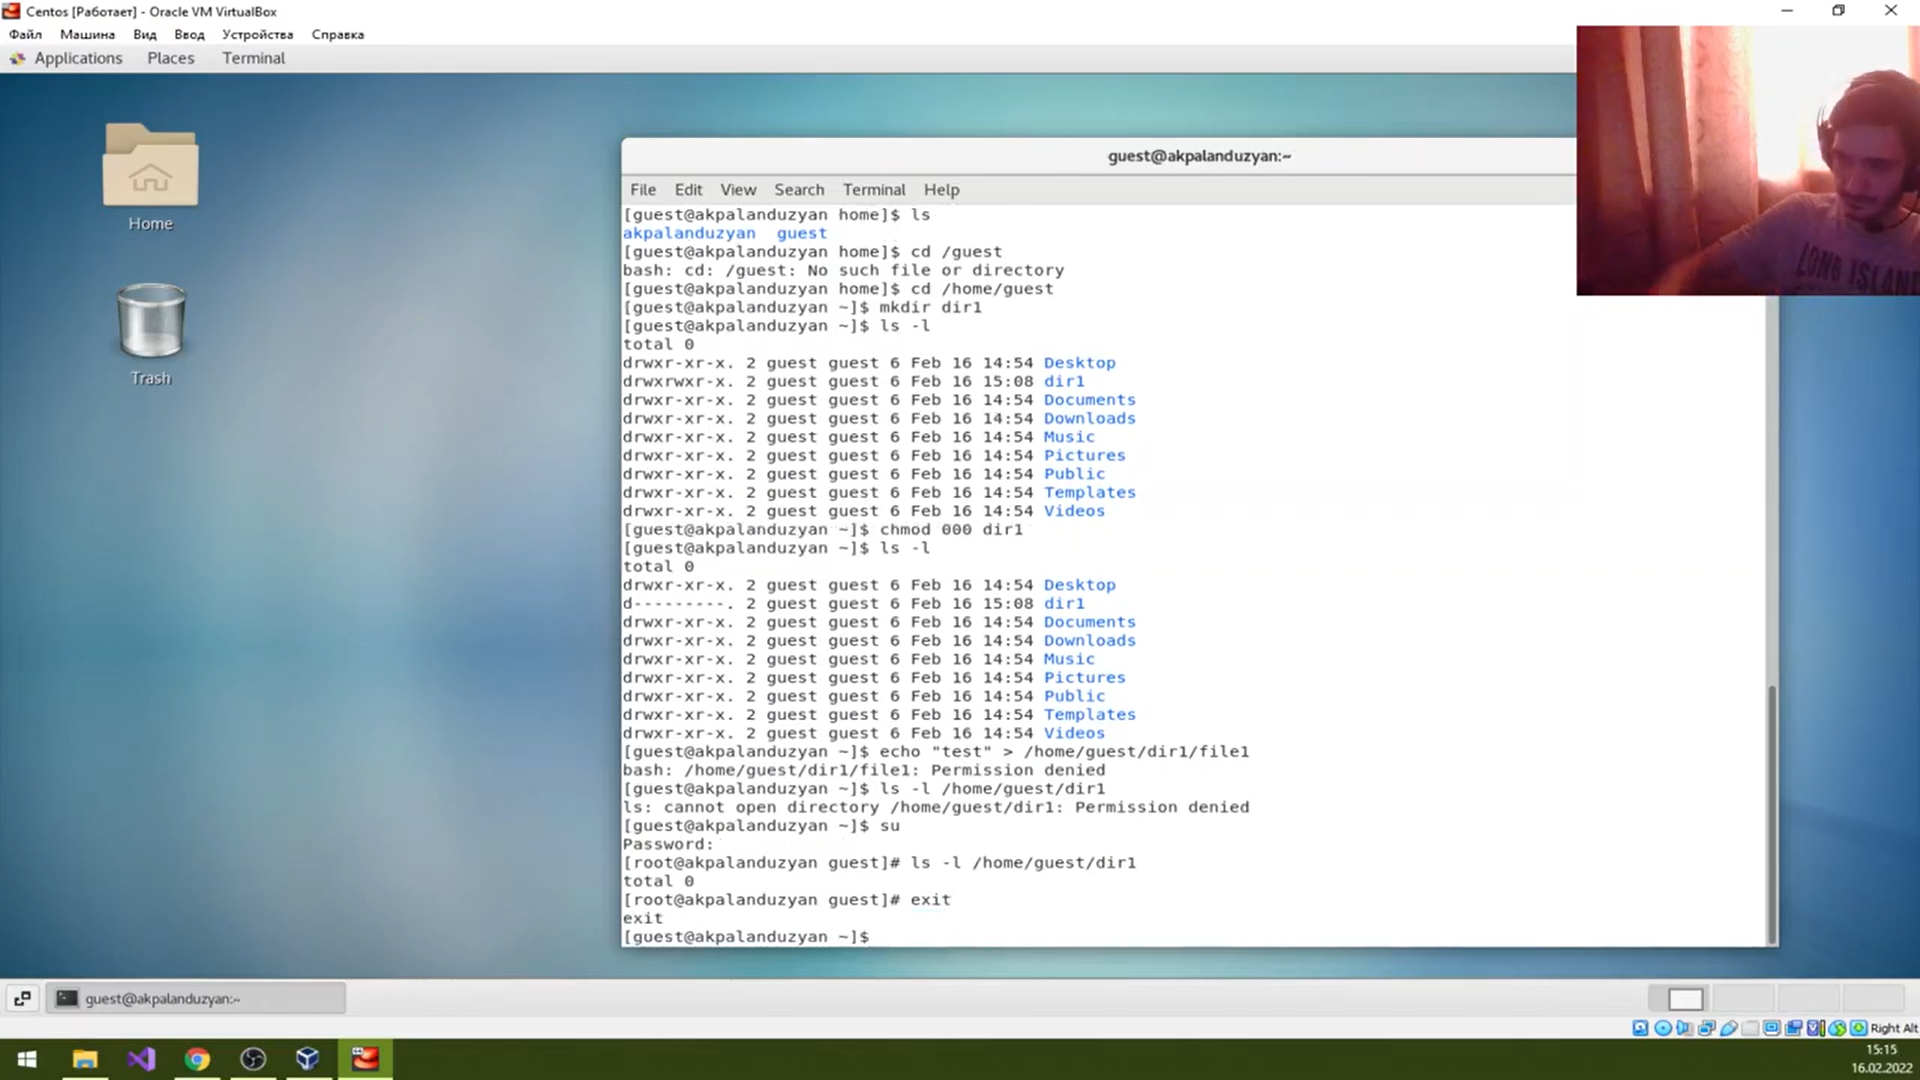 Centos [Работает] - Oracle VM VirtualBox
Файл Машина Вид Ввод Устройства Справка
Applications Places Terminal
Home
Trash
guest@akpalanduzyan:~
File Edit View Search Terminal Help
[guest@akpalanduzyan home]$ ls
akpalanduzyan guest
[guest@akpalanduzyan home]$ cd /guest
bash: cd: /guest: No such file or directory
[guest@akpalanduzyan home]$ cd /home/guest
[guest@akpalanduzyan ~]$ mkdir dir1
[guest@akpalanduzyan ~]$ ls -l
total 0
drwxr-xr-x. 2 guest guest 6 Feb 16 14:54 Desktop
drwxrwxr-x. 2 guest guest 6 Feb 16 15:08 dir1
drwxr-xr-x. 2 guest guest 6 Feb 16 14:54 Documents
drwxr-xr-x. 2 guest guest 6 Feb 16 14:54 Downloads
drwxr-xr-x. 2 guest guest 6 Feb 16 14:54 Music
drwxr-xr-x. 2 guest guest 6 Feb 16 14:54 Pictures
drwxr-xr-x. 2 guest guest 6 Feb 16 14:54 Public
drwxr-xr-x. 2 guest guest 6 Feb 16 14:54 Templates
drwxr-xr-x. 2 guest guest 6 Feb 16 14:54 Videos
[guest@akpalanduzyan ~]$ chmod 000 dir1
[guest@akpalanduzyan ~]$ ls -l
total 0
drwxr-xr-x. 2 guest guest 6 Feb 16 14:54 Desktop
d---------. 2 guest guest 6 Feb 16 15:08 dir1
drwxr-xr-x. 2 guest guest 6 Feb 16 14:54 Documents
drwxr-xr-x. 2 guest guest 6 Feb 16 14:54 Downloads
drwxr-xr-x. 2 guest guest 6 Feb 16 14:54 Music
drwxr-xr-x. 2 guest guest 6 Feb 16 14:54 Pictures
drwxr-xr-x. 2 guest guest 6 Feb 16 14:54 Public
drwxr-xr-x. 2 guest guest 6 Feb 16 14:54 Templates
drwxr-xr-x. 2 guest guest 6 Feb 16 14:54 Videos
[guest@akpalanduzyan ~]$ echo "test" > /home/guest/dir1/file1
bash: /home/guest/dir1/file1: Permission denied
[guest@akpalanduzyan ~]$ ls -l /home/guest/dir1
ls: cannot open directory /home/guest/dir1: Permission denied
[guest@akpalanduzyan ~]$ su
Password:
[root@akpalanduzyan guest]# ls -l /home/guest/dir1
total 0
[root@akpalanduzyan guest]# exit
exit
[guest@akpalanduzyan ~]$
LONG ISLAND
guest@akpalanduzyan:~
Right Alt
15:15
16.02.2022